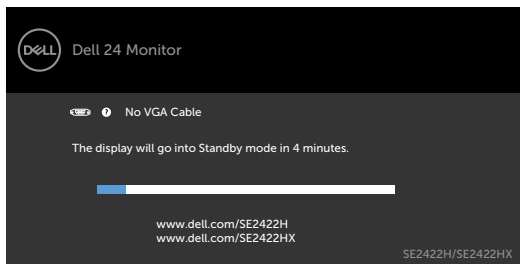 DELL Dell 24 Monitor
No VGA Cable
The display will go into Standby mode in 4 minutes.
www.dell.com/SE2422H
www.dell.com/SE2422HX
SE2422H/SE2422HX